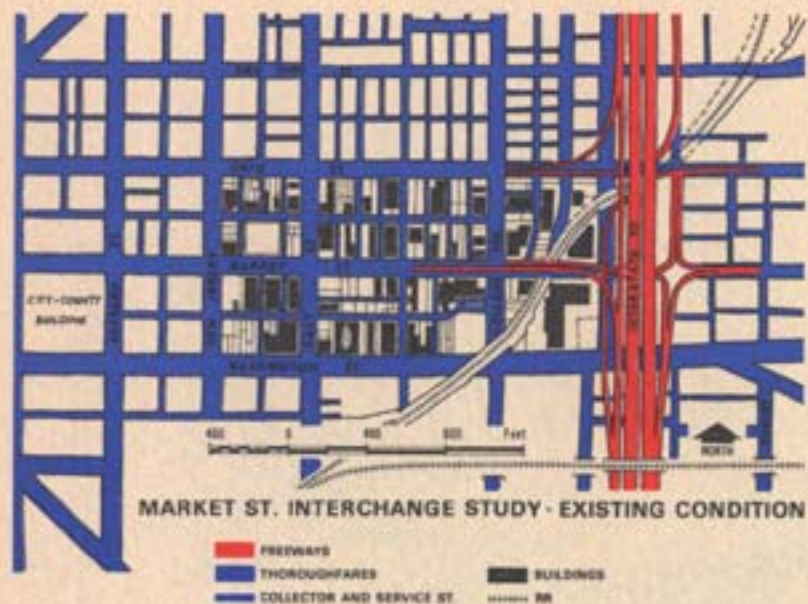 ST.
MARKET
CITY-COUNTY
BUILDING
WASHINGTON ST.
400 0 400 800 Feet
NORTH
MARKET ST. INTERCHANGE STUDY - EXISTING CONDITION
FREEWAYS
THOROUGHFARES
BUILDINGS
COLLECTOR AND SERVICE ST.
RR